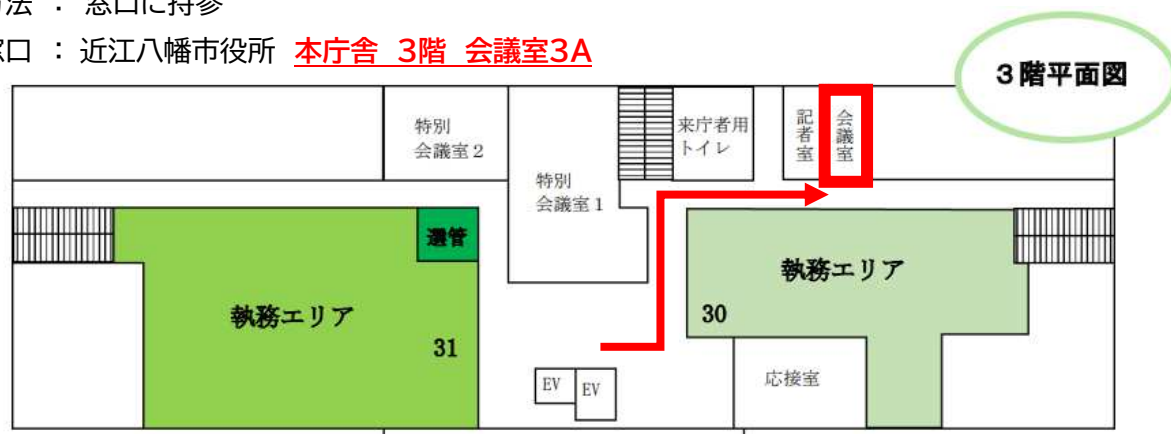 方法 ： 窓口に持参
窓口 ： 近江八幡市役所 本庁舎 3階 会議室3A
3階平面図
特別
会議室2
特別
会議室1
来庁者用
トイレ
記者室
会議室
選管
執務エリア
31
執務エリア
30
EV
EV
応接室